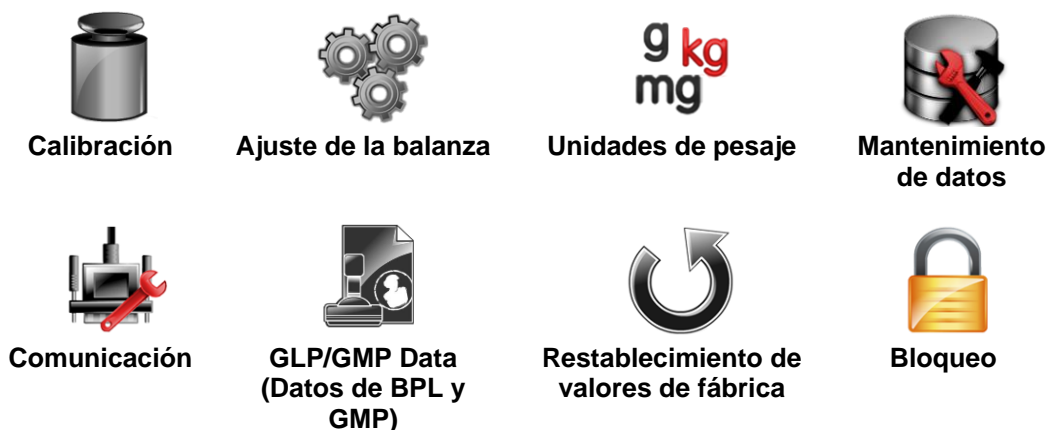 g kg
mg
Calibración
Ajuste de la balanza
Unidades de pesaje
Mantenimiento
de datos
Comunicación
GLP/GMP Data
(Datos de BPL y
GMP)
Restablecimiento de
valores de fábrica
Bloqueo